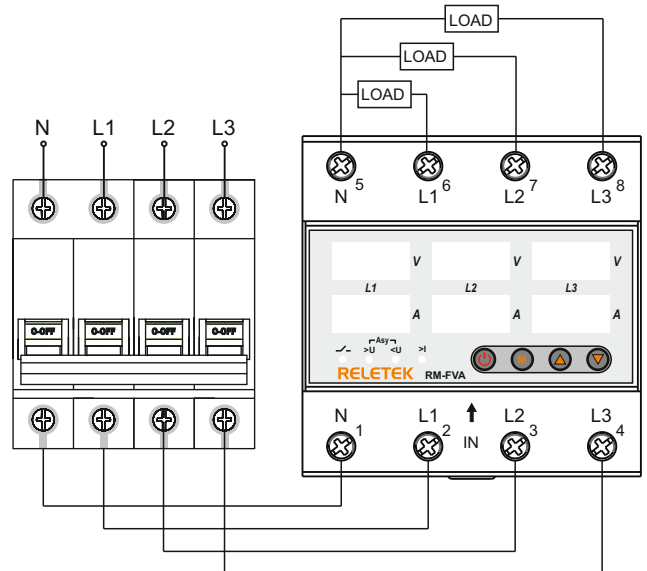 LOAD
LOAD
LOAD
N L1 L2 L3
N 5 L1 6 L2 7 L3 8
V V V
L1 L2 L3
A A A
O-OFF O-OFF O-OFF O-OFF
Asy
>U <U >I
M
RELETEK RM-FVA
N 1 L1 2 IN L2 3 L3 4